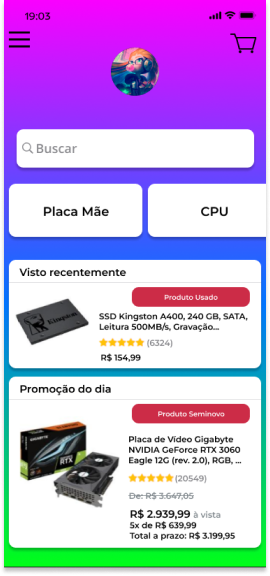 19:03
Buscar
Placa Mãe
CPU
Visto recentemente
Produto Usado
Kingston
SSD Kingston A400, 240 GB, SATA,
Leitura 500MB/s, Gravação...
(6324)
R$ 154,99
Promoção do dia
Produto Seminovo
Placa de Vídeo Gigabyte
NVIDIA GeForce RTX 3060
Eagle 12G (rev. 2.0), RGB, ...
(20549)
De: R$ 3.647,05
R$ 2.939,99 à vista
5x de R$ 639,99
Total a prazo: R$ 3.199,95
GIGABYTE
RTX